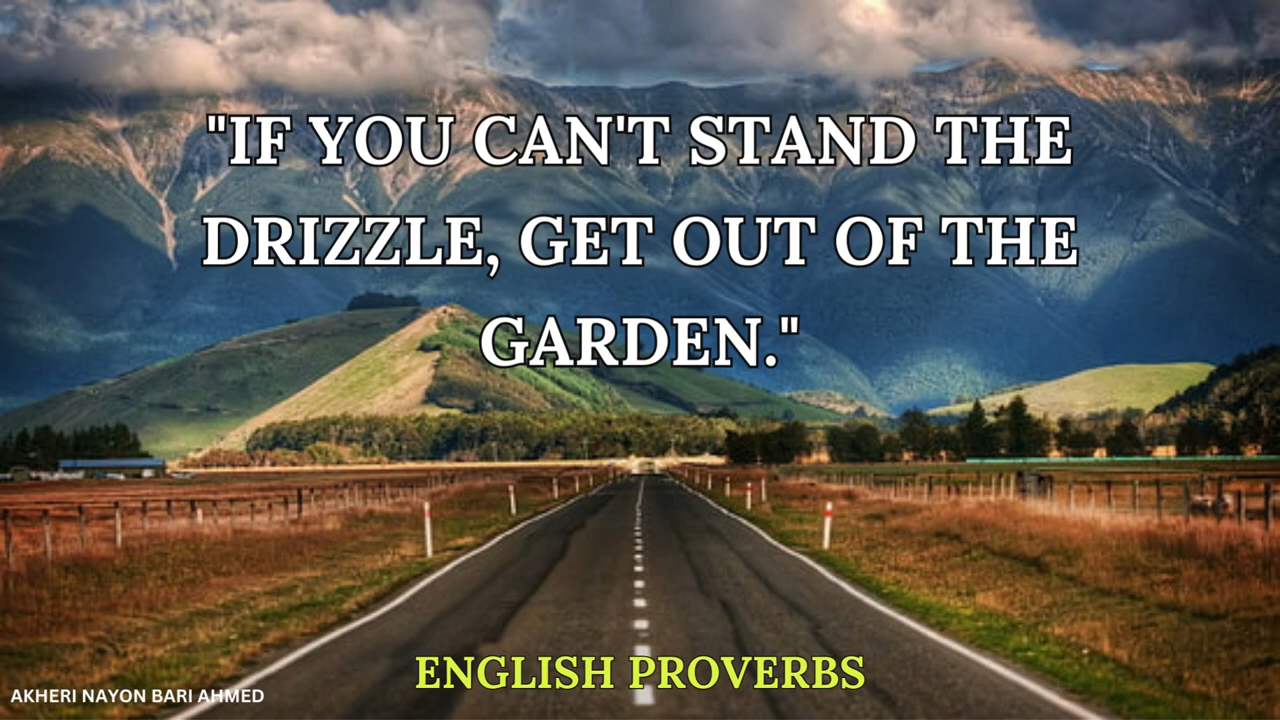 "IF YOU CAN'T STAND THE
DRIZZLE, GET OUT OF THE
GARDEN."
ENGLISH PROVERBS
AKHERI NAYON BARI AHMED